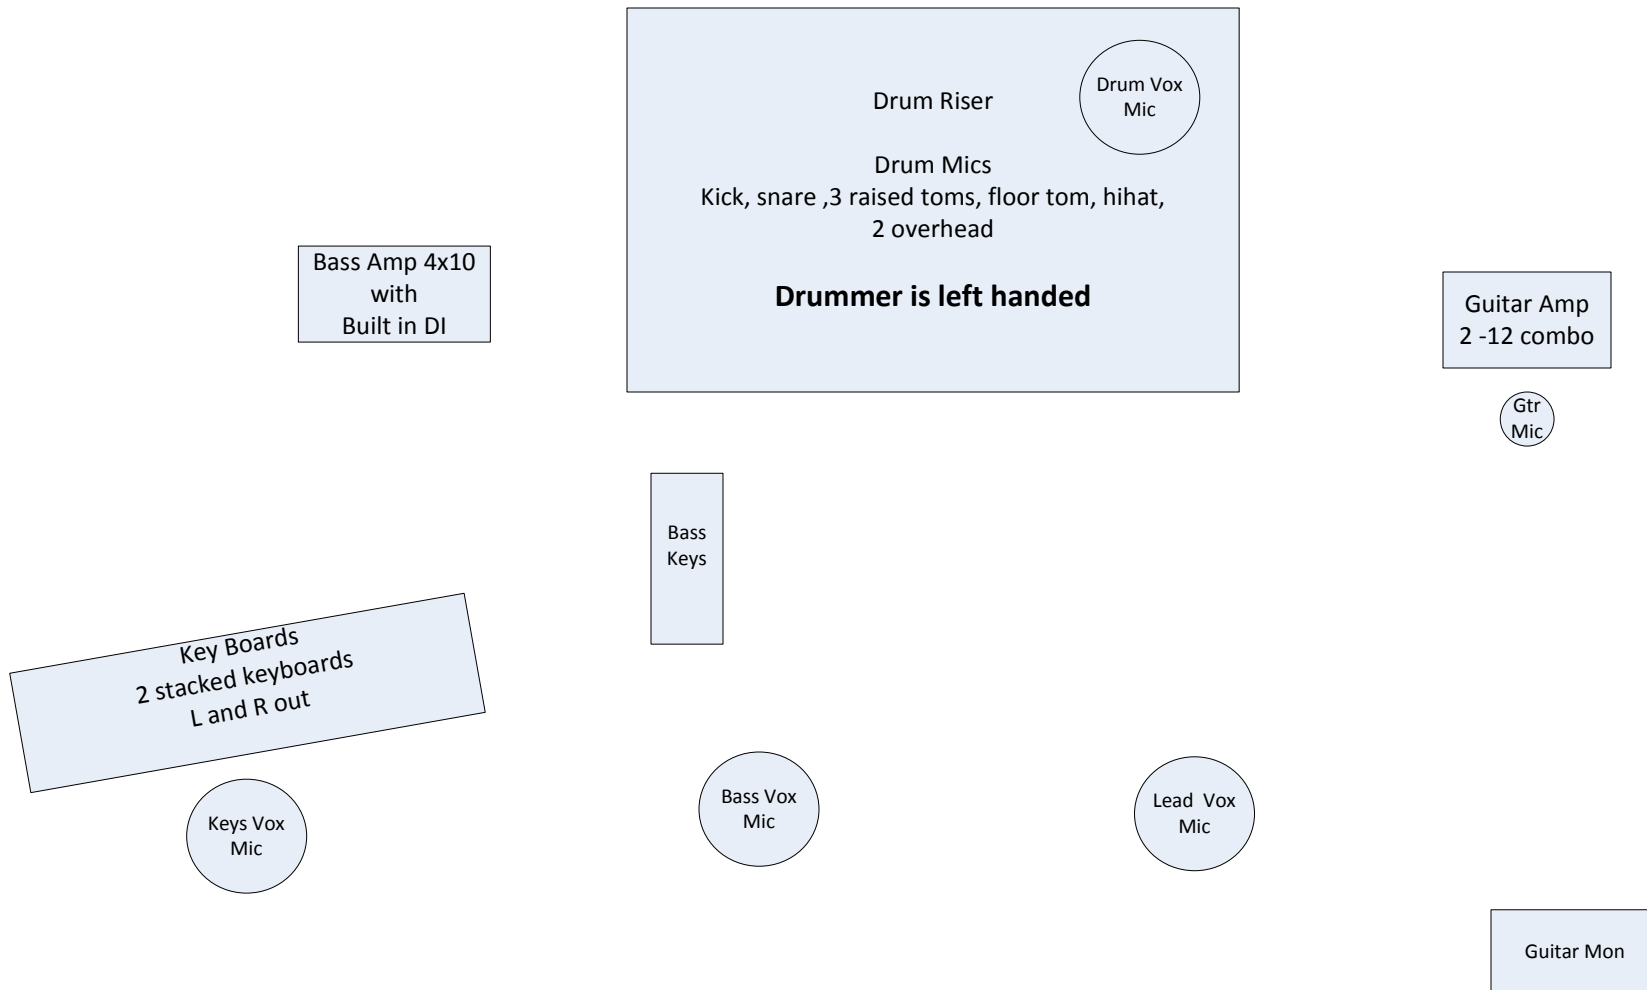 Drum Riser
Drum Vox
Mic
Drum Mics
Kick, snare ,3 raised toms, floor tom, hihat,
2 overhead
Drummer is left handed
Bass Amp 4x10
with
Built in DI
Guitar Amp
2 -12 combo
Gtr
Mic
Bass
Keys
Key Boards
2 stacked keyboards
L and R out
Keys Vox
Mic
Bass Vox
Mic
Lead  Vox
Mic
Guitar Mon